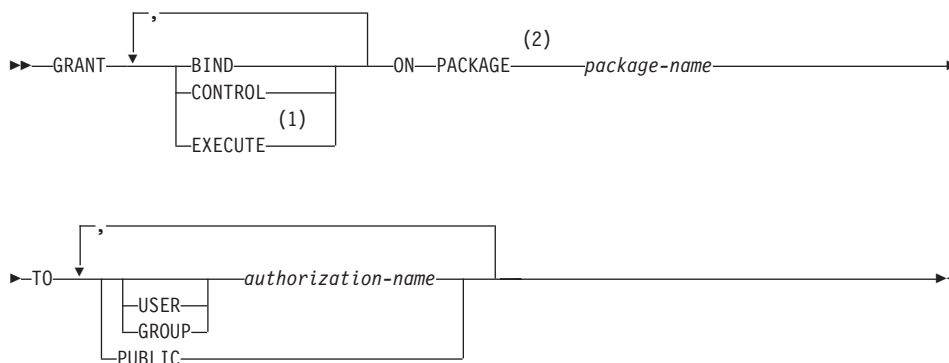 ,
(2)
GRANT BIND ON PACKAGE package-name
CONTROL
(1)
EXECUTE
,
TO authorization-name
USER
GROUP
PUBLIC